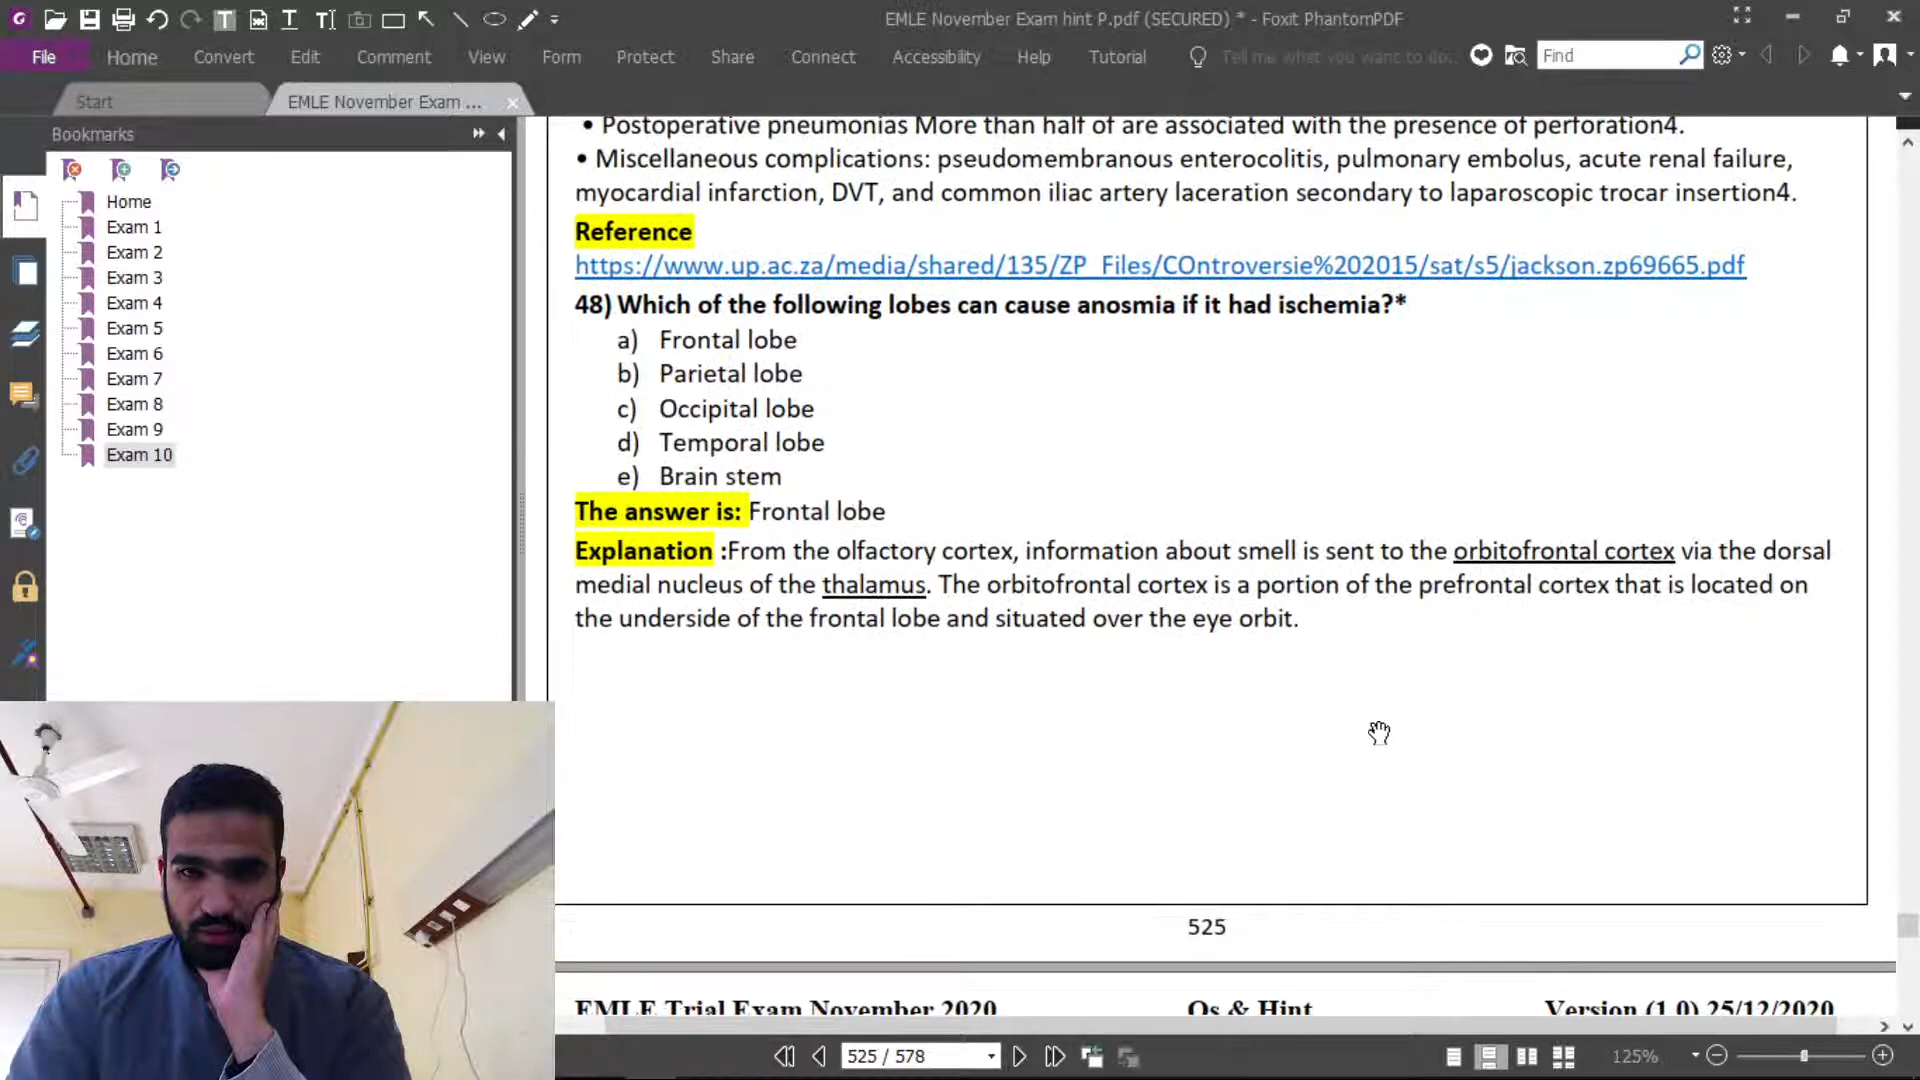 EMLE November Exam hint P.pdf (SECURED) * - Foxit PhantomPDF
File Home Convert Edit Comment View Form Protect Share Connect Accessibility Help Tutorial Tell me what you want to do.. Find
Start EMLE November Exam ...
Bookmarks
Home
Exam 1
Exam 2
Exam 3
Exam 4
Exam 5
Exam 6
Exam 7
Exam 8
Exam 9
Exam 10
• Postoperative pneumonias More than half of are associated with the presence of perforation4.
• Miscellaneous complications: pseudomembranous enterocolitis, pulmonary embolus, acute renal failure,
myocardial infarction, DVT, and common iliac artery laceration secondary to laparoscopic trocar insertion4.
Reference
https://www.up.ac.za/media/shared/135/ZP_Files/COntroversie%202015/sat/s5/jackson.zp69665.pdf
48) Which of the following lobes can cause anosmia if it had ischemia?*
a) Frontal lobe
b) Parietal lobe
c) Occipital lobe
d) Temporal lobe
e) Brain stem
The answer is: Frontal lobe
Explanation :From the olfactory cortex, information about smell is sent to the orbitofrontal cortex via the dorsal
medial nucleus of the thalamus. The orbitofrontal cortex is a portion of the prefrontal cortex that is located on
the underside of the frontal lobe and situated over the eye orbit.
525
EMLE Trial Exam November 2020 Qs & Hint Version (1.0) 25/12/2020
525 / 578
125%